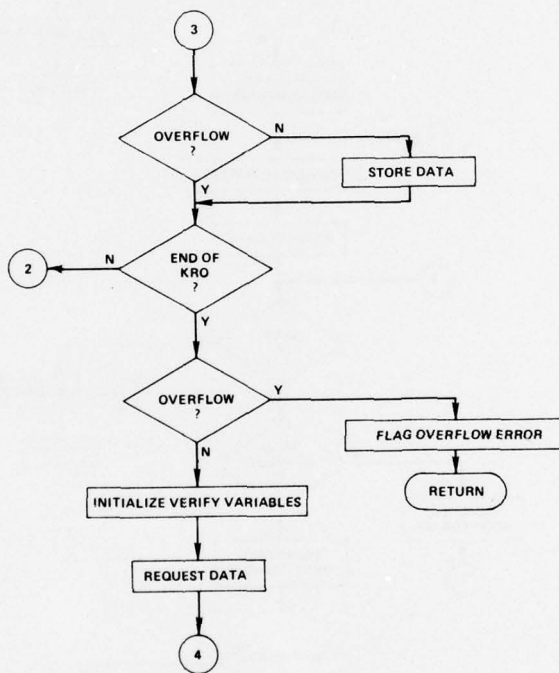 3
OVERFLOW
?
N
Y
STORE DATA
END OF
KRO
?
N
2
Y
OVERFLOW
?
Y
N
FLAG OVERFLOW ERROR
RETURN
INITIALIZE VERIFY VARIABLES
REQUEST DATA
4